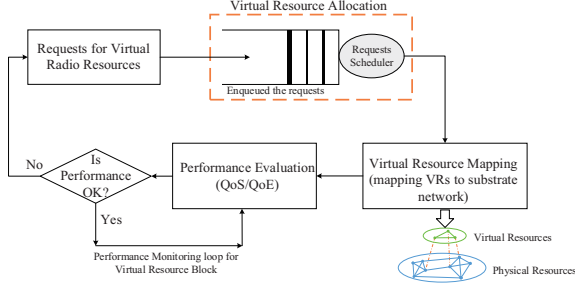 Virtual Resource Allocation
Requests for Virtual
Radio Resources
Requests
Scheduler
Enqueued the requests
No
Is
Performance
OK?
Yes
Performance Evaluation
(QoS/QoE)
Virtual Resource Mapping
(mapping VRs to substrate
network)
Performance Monitoring loop for
Virtual Resource Block
Virtual Resources
Physical Resources